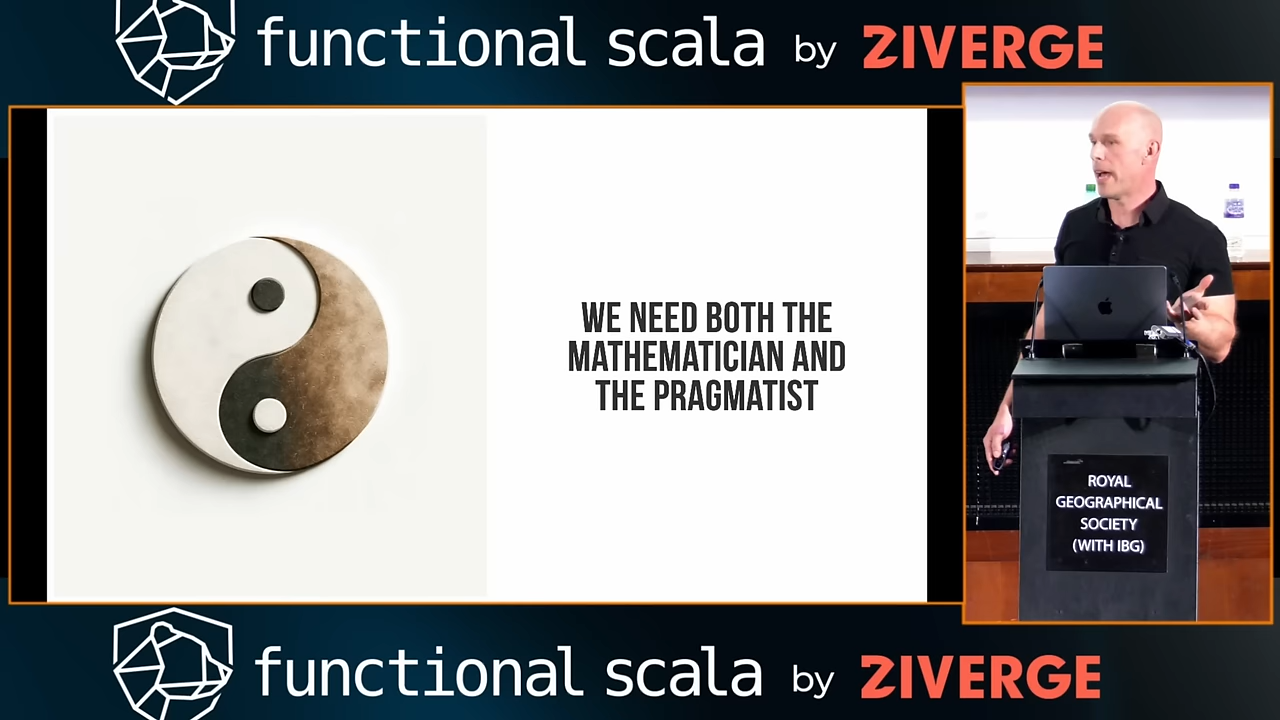 functional scala by ZIVERGE
WE NEED BOTH THE
MATHEMATICIAN AND
THE PRAGMATIST
ROYAL
GEOGRAPHICAL
SOCIETY
(WITH IBG)
functional scala by ZIVERGE